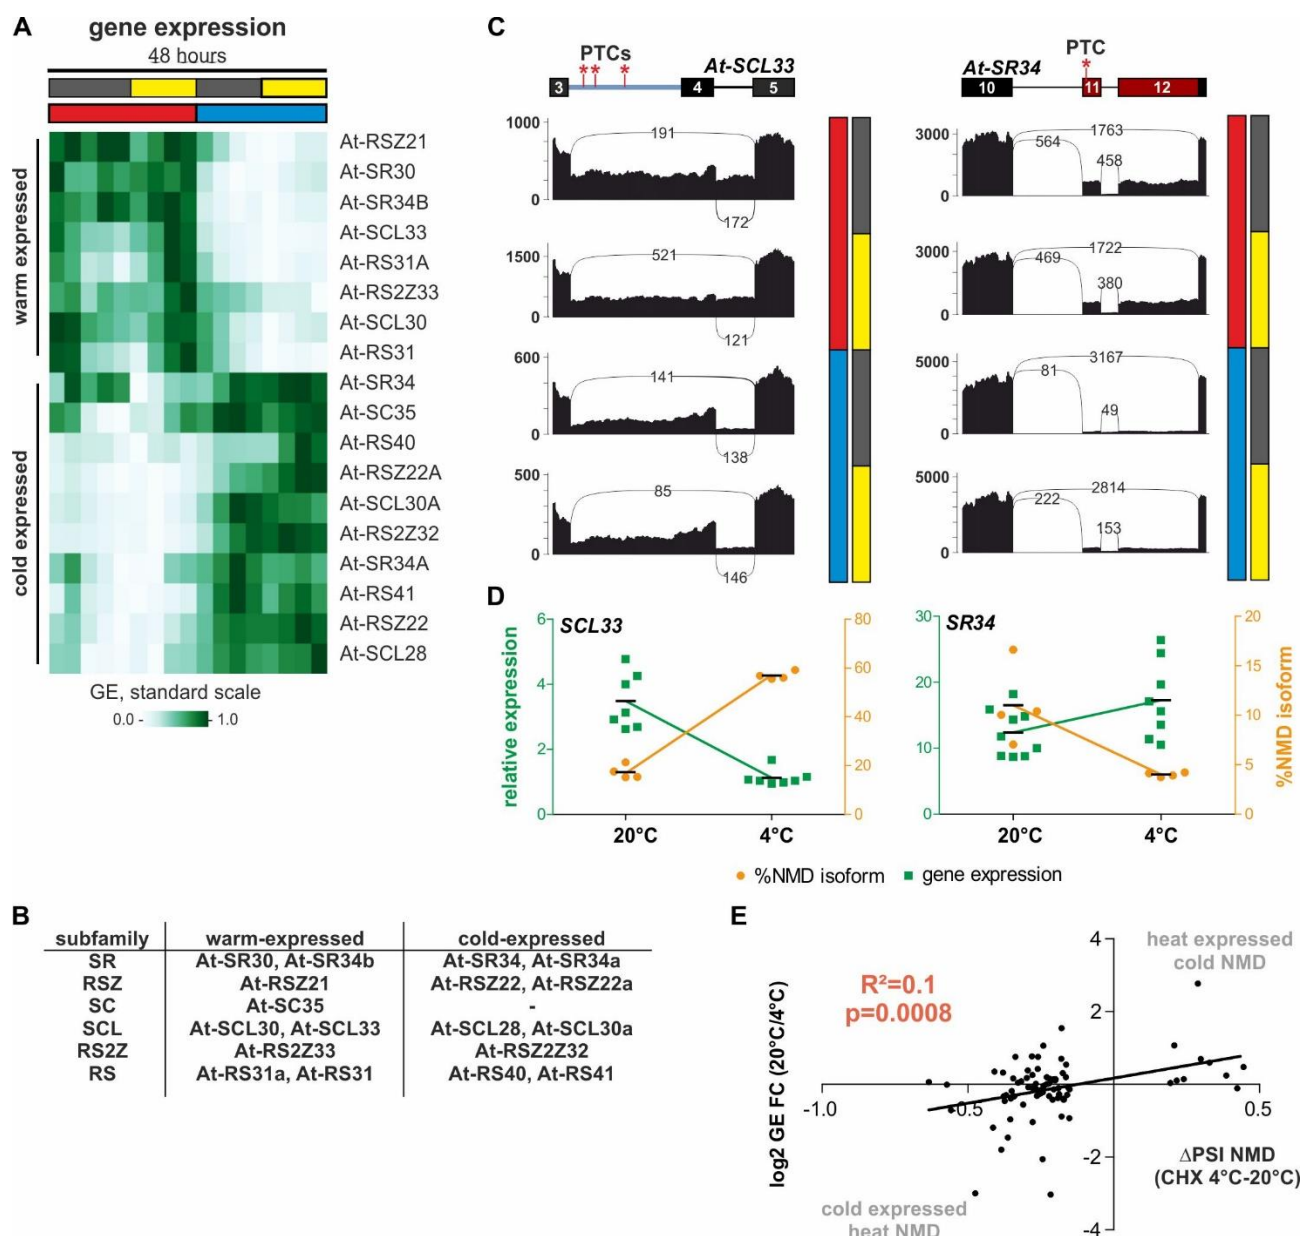 A
gene expression
48 hours
warm expressed
cold expressed
At-RSZ21
At-SR30
At-SR34B
At-SCL33
At-RS31A
At-RS2Z33
At-SCL30
At-RS31
At-SR34
At-SC35
At-RS40
At-RSZ22A
At-SCL30A
At-RS2Z32
At-SR34A
At-RS41
At-RSZ22
At-SCL28
GE, standard scale
0.0 - - 1.0
C
PTCs
***
At-SCL33
3 4 5
1000
0
191
172
1500
0
521
121
600
0
141
138
500
0
85
146
PTC
*
At-SR34
10 11 12
3000
0
1763
564
458
3000
0
1722
469
380
5000
0
3167
81
49
5000
0
2814
222
153
D
SCL33
relative expression
6
4
2
0
80
60
40
20
0
20°C 4°C
SR34
30
20
10
0
20
15
10
5
0
%NMD isoform
20°C 4°C
%NMD isoform gene expression
B
subfamily warm-expressed cold-expressed
SR At-SR30, At-SR34b At-SR34, At-SR34a
RSZ At-RSZ21 At-RSZ22, At-RSZ22a
SC At-SC35 -
SCL At-SCL30, At-SCL33 At-SCL28, At-SCL30a
RS2Z At-RS2Z33 At-RSZ2Z32
RS At-RS31a, At-RS31 At-RS40, At-RS41
E
log2 GE FC (20°C/4°C)
4
2
-2
-4
-1.0
-0.5
0.5
R²=0.1
p=0.0008
heat expressed
cold NMD
ΔPSI NMD
(CHX 4°C-20°C)
cold expressed
heat NMD